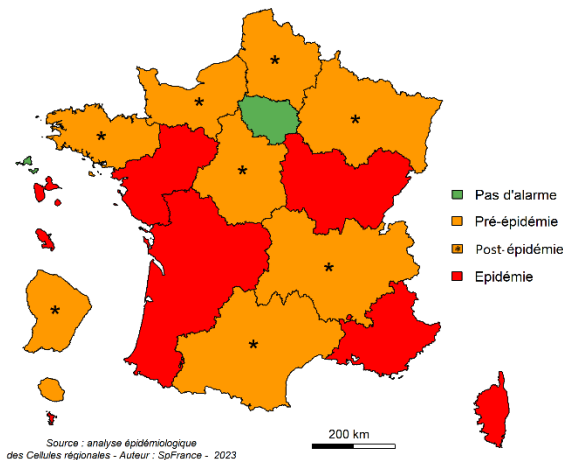 Pas d'alarme
Pré-épidémie
Post-épidémie
Epidémie
200 km
Source : analyse épidémiologique
des Cellules régionales - Auteur : SpFrance - 2023